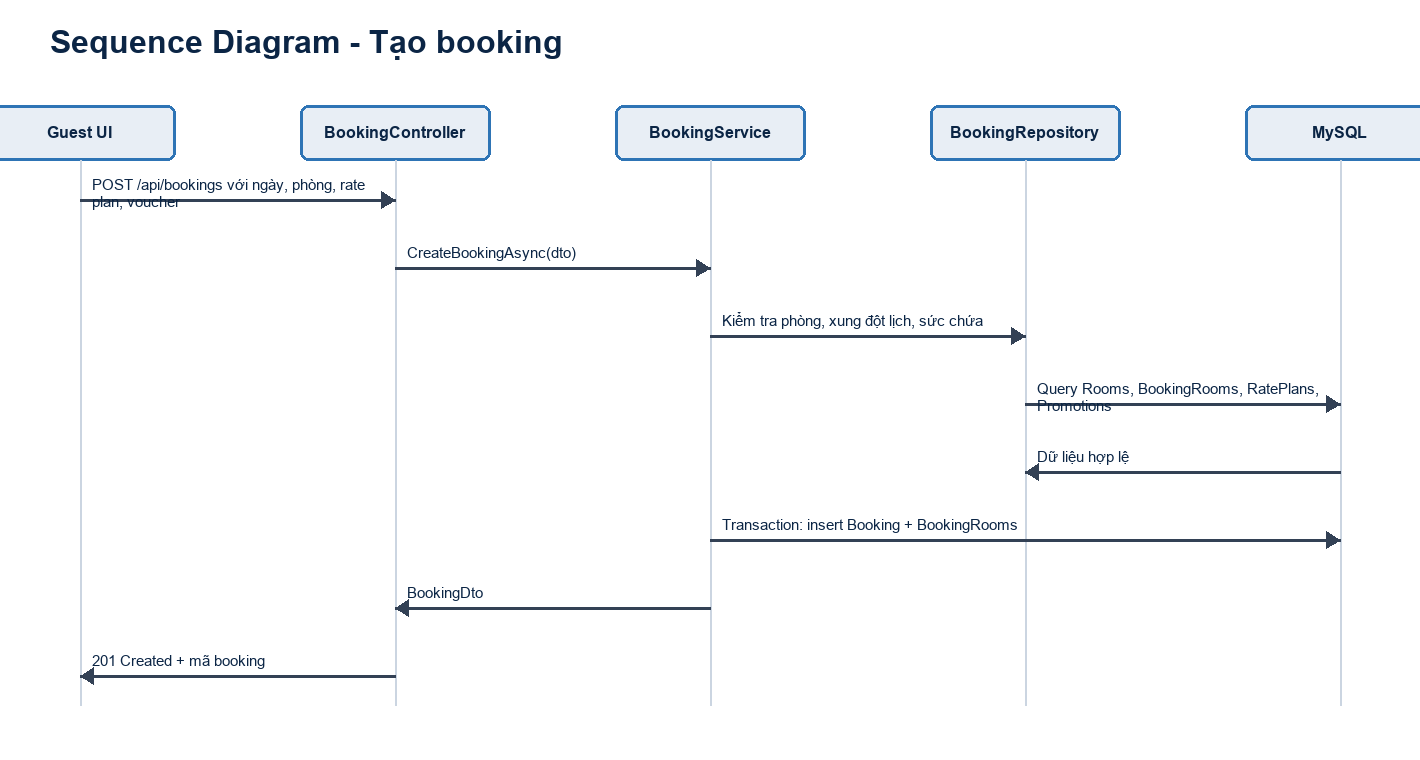 Sequence Diagram - Tạo booking
Guest UI
BookingController
BookingService
BookingRepository
MySQL
POST /api/bookings với ngày, phòng, rate
plan, voucher
CreateBookingAsync(dto)
Kiểm tra phòng, xung đột lịch, sức chứa
Query Rooms, BookingRooms, RatePlans,
Promotions
Dữ liệu hợp lệ
Transaction: insert Booking + BookingRooms
BookingDto
201 Created + mã booking